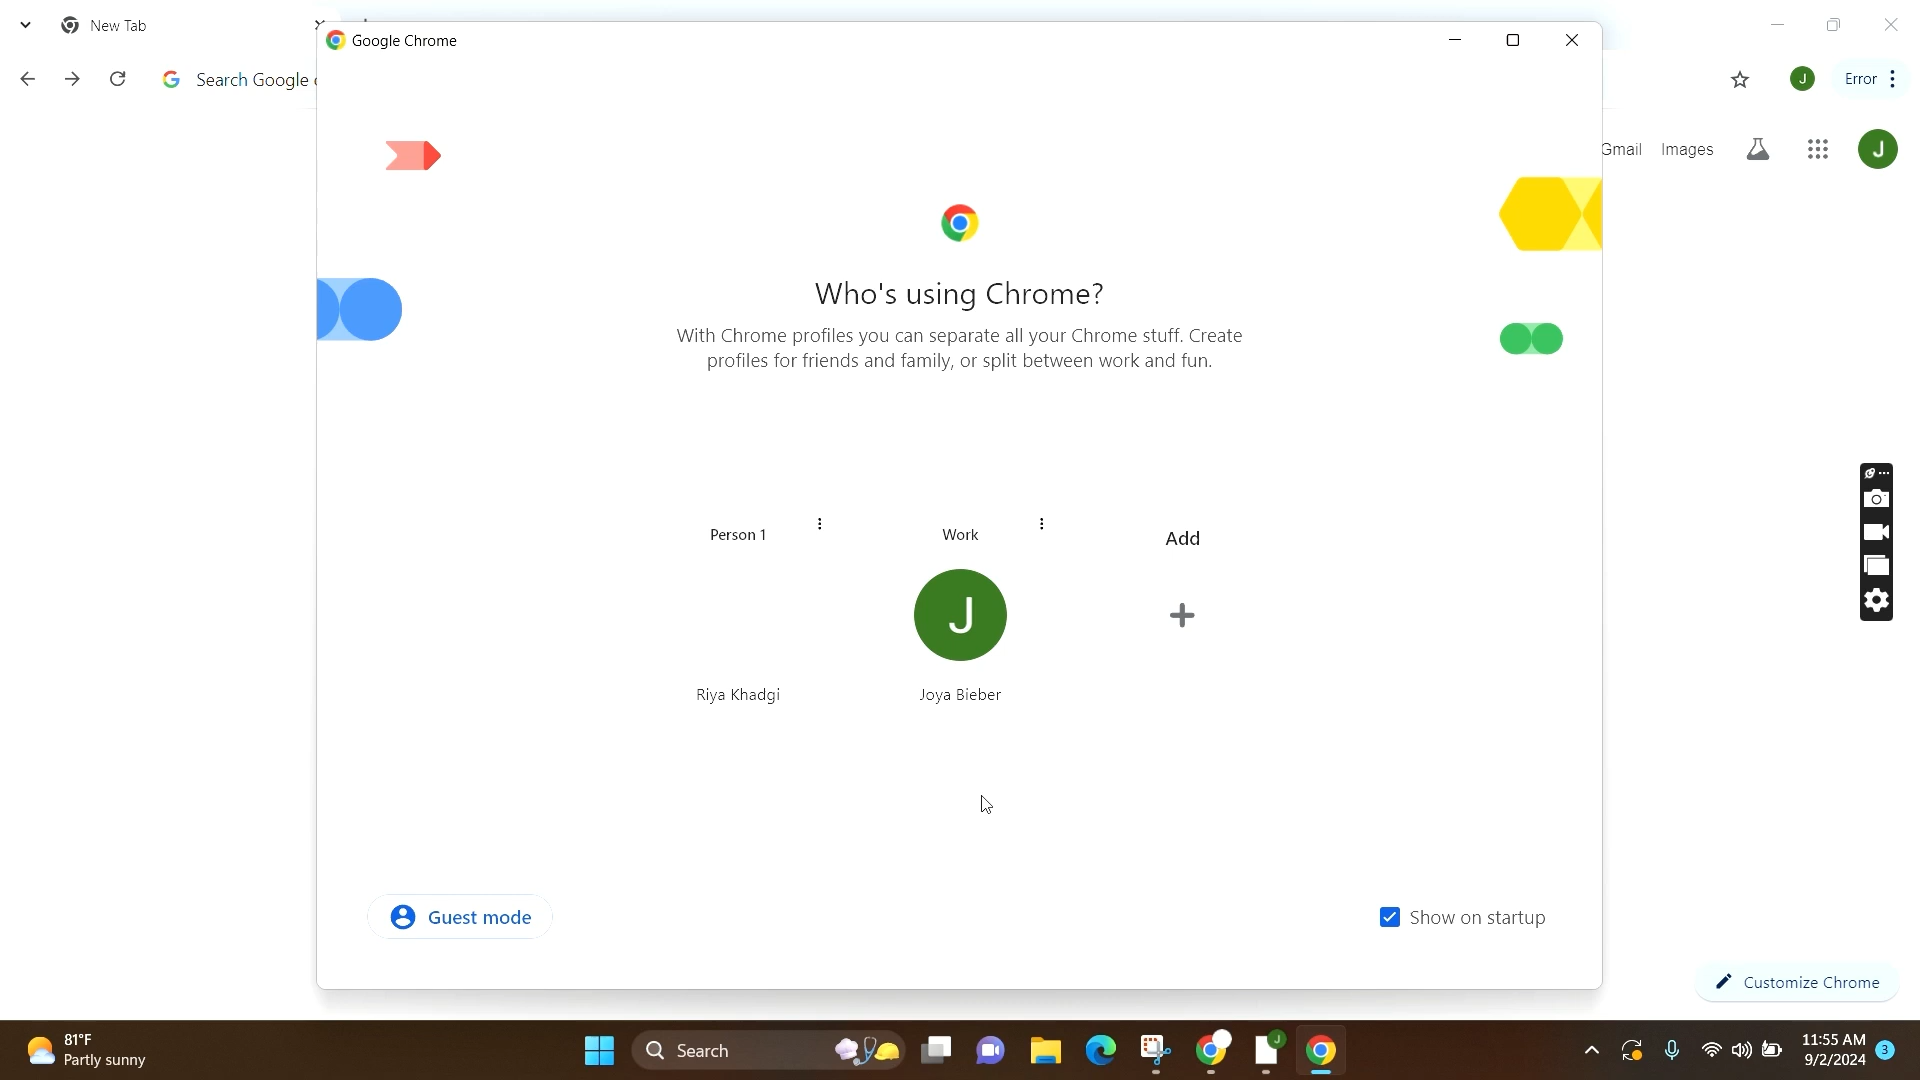 New Tab
Google Chrome
Search Google
Error
J
Gmail Images
J
Who's using Chrome?
With Chrome profiles you can separate all your Chrome stuff. Create
profiles for friends and family, or split between work and fun.
Person 1
Work
Add
J
Riya Khadgi
Joya Bieber
Guest mode
Show on startup
Customize Chrome
81°F
Partly sunny
Search
J
11:55 AM
9/2/2024
3